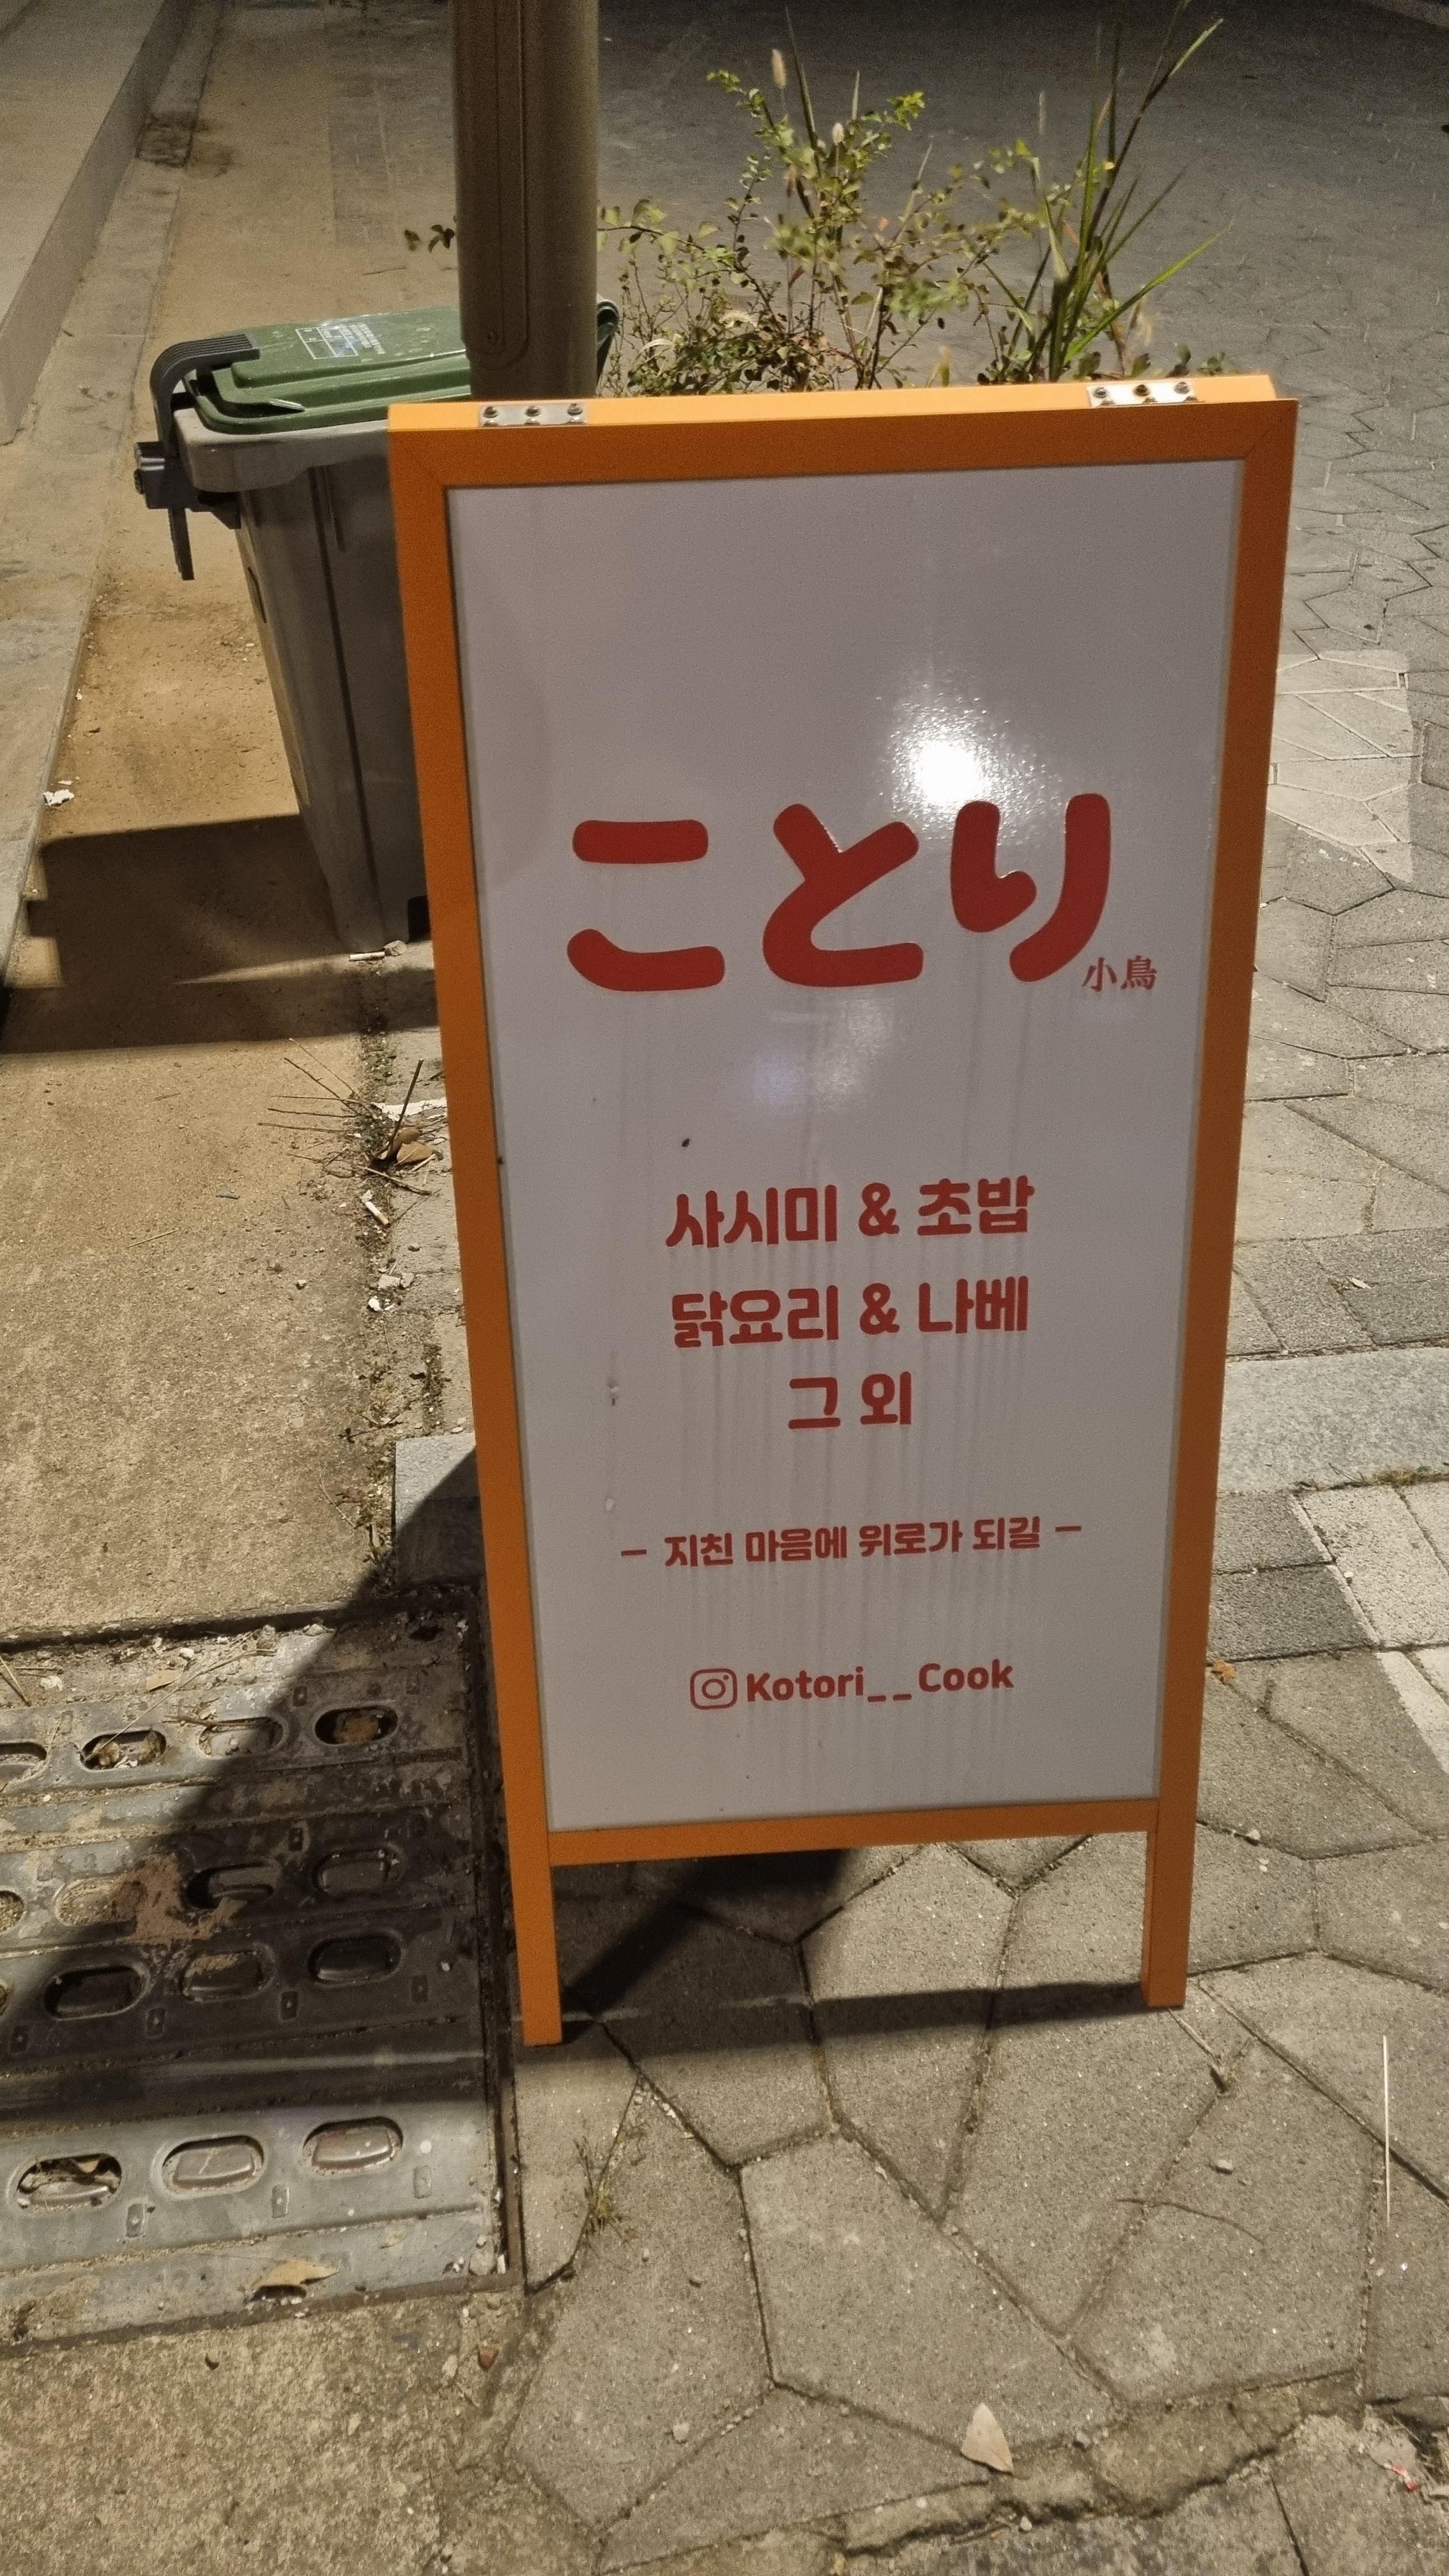 ことり
小鳥
사시미 & 초밥
닭요리 & 나베
그 외
- 지친 마음에 위로가 되길 -
Kotori__Cook